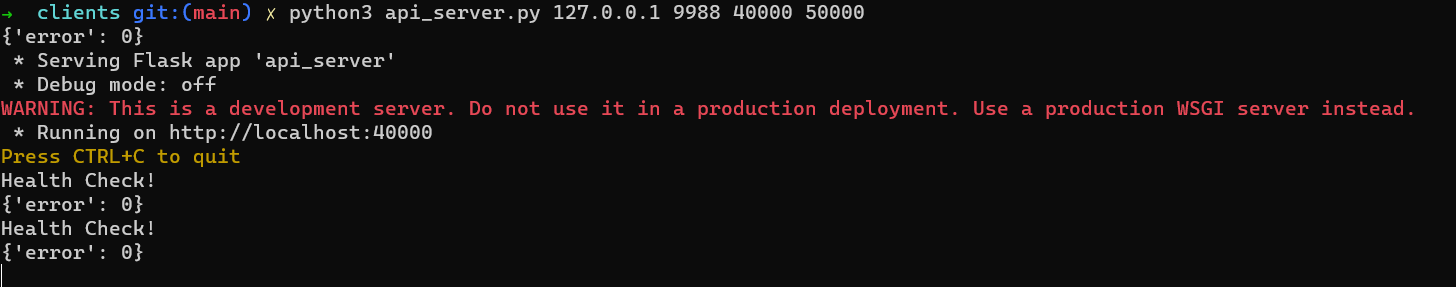 →  clients git:(main) ✗ python3 api_server.py 127.0.0.1 9988 40000 50000
{'error': 0}
 * Serving Flask app 'api_server'
 * Debug mode: off
WARNING: This is a development server. Do not use it in a production deployment. Use a production WSGI server instead.
 * Running on http://localhost:40000
Press CTRL+C to quit
Health Check!
{'error': 0}
Health Check!
{'error': 0}